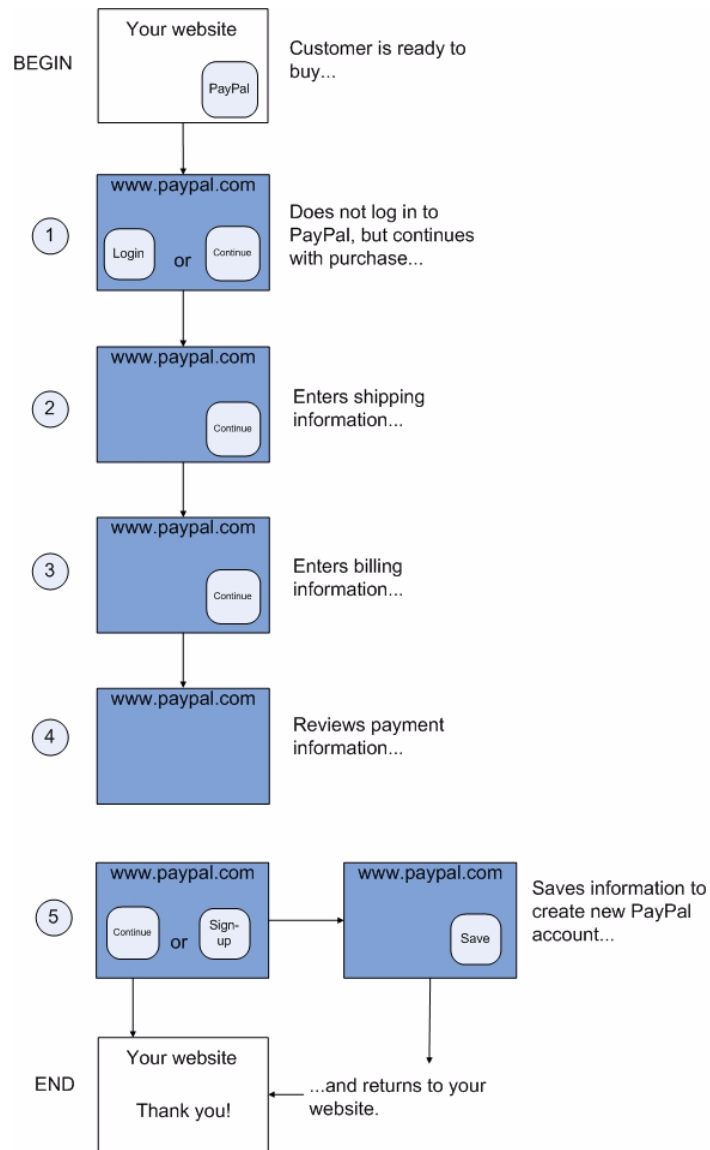 Your website
BEGIN
PayPal
Customer is ready to
buy...
www.paypal.com
1
Login
or
Continue
Does not log in to
PayPal, but continues
with purchase...
www.paypal.com
2
Continue
Enters shipping
information...
www.paypal.com
3
Continue
Enters billing
information...
www.paypal.com
4
Reviews payment
information...
www.paypal.com
5
Continue
or
Sign-
up
www.paypal.com
Save
Saves information to
create new PayPal
account...
END
Your website
Thank you!
...and returns to your
website.